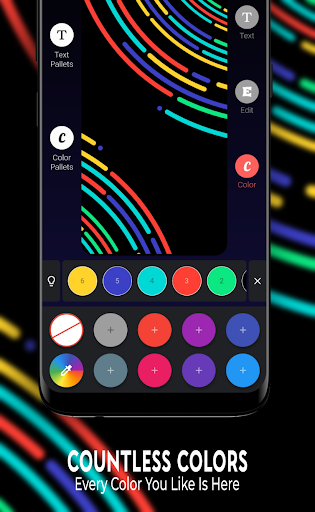 T
Text
Pallets
T
Text
E
Edit
C
Color
Pallets
C
Color
6
5
4
3
2
×
+
+
+
+
+
+
+
+
COUNTLESS COLORS
Every Color You Like Is Here